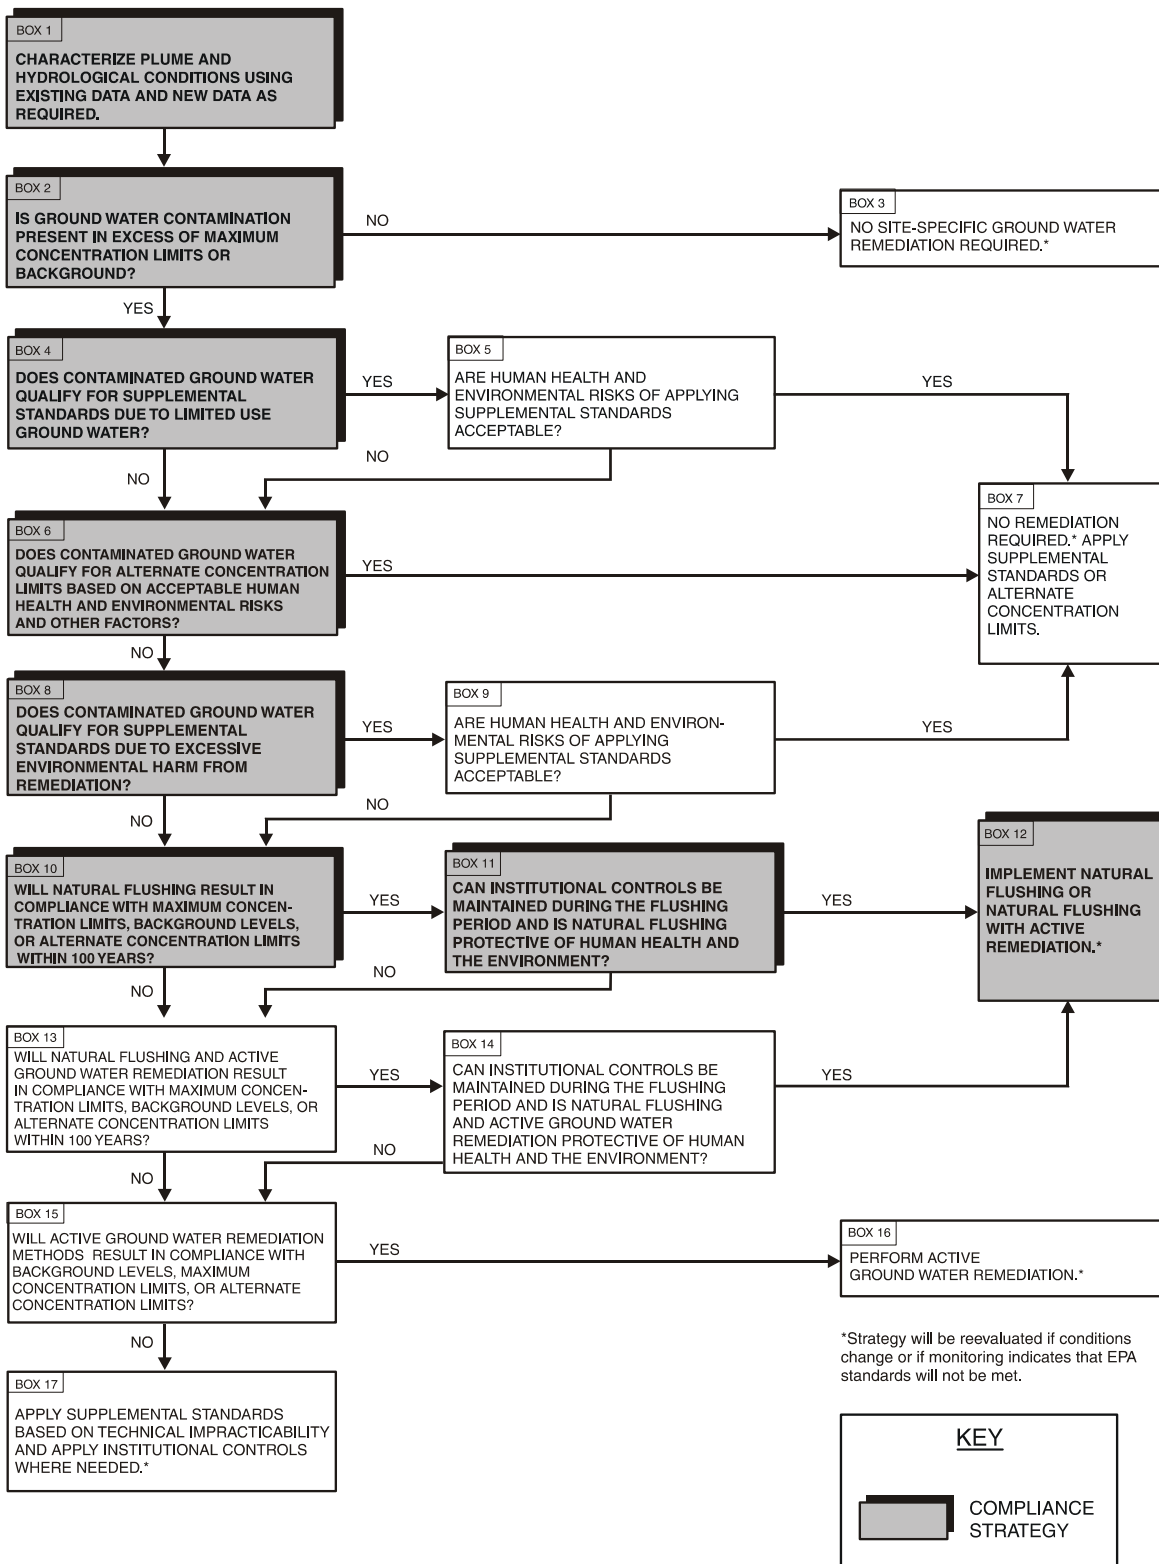 BOX 1
CHARACTERIZE PLUME AND
HYDROLOGICAL CONDITIONS USING
EXISTING DATA AND NEW DATA AS
REQUIRED.
BOX 2
IS GROUND WATER CONTAMINATION
PRESENT IN EXCESS OF MAXIMUM
CONCENTRATION LIMITS OR
BACKGROUND?
NO
BOX 3
NO SITE-SPECIFIC GROUND WATER
REMEDIATION REQUIRED.*
YES
BOX 4
DOES CONTAMINATED GROUND WATER
QUALIFY FOR SUPPLEMENTAL
STANDARDS DUE TO LIMITED USE
GROUND WATER?
YES
BOX 5
ARE HUMAN HEALTH AND
ENVIRONMENTAL RISKS OF APPLYING
SUPPLEMENTAL STANDARDS
ACCEPTABLE?
YES
NO
NO
BOX 6
DOES CONTAMINATED GROUND WATER
QUALIFY FOR ALTERNATE CONCENTRATION
LIMITS BASED ON ACCEPTABLE HUMAN
HEALTH AND ENVIRONMENTAL RISKS
AND OTHER FACTORS?
YES
BOX 7
NO REMEDIATION
REQUIRED.* APPLY
SUPPLEMENTAL
STANDARDS OR
ALTERNATE
CONCENTRATION
LIMITS.
NO
BOX 8
DOES CONTAMINATED GROUND WATER
QUALIFY FOR SUPPLEMENTAL
STANDARDS DUE TO EXCESSIVE
ENVIRONMENTAL HARM FROM
REMEDIATION?
YES
BOX 9
ARE HUMAN HEALTH AND ENVIRON-
MENTAL RISKS OF APPLYING
SUPPLEMENTAL STANDARDS
ACCEPTABLE?
YES
NO
NO
BOX 10
WILL NATURAL FLUSHING RESULT IN
COMPLIANCE WITH MAXIMUM CONCEN-
TRATION LIMITS, BACKGROUND LEVELS,
OR ALTERNATE CONCENTRATION LIMITS
WITHIN 100 YEARS?
YES
BOX 11
CAN INSTITUTIONAL CONTROLS BE
MAINTAINED DURING THE FLUSHING
PERIOD AND IS NATURAL FLUSHING
PROTECTIVE OF HUMAN HEALTH AND
THE ENVIRONMENT?
YES
BOX 12
IMPLEMENT NATURAL
FLUSHING OR
NATURAL FLUSHING
WITH ACTIVE
REMEDIATION.*
NO
NO
BOX 13
WILL NATURAL FLUSHING AND ACTIVE
GROUND WATER REMEDIATION RESULT
IN COMPLIANCE WITH MAXIMUM CONCEN-
TRATION LIMITS, BACKGROUND LEVELS, OR
ALTERNATE CONCENTRATION LIMITS
WITHIN 100 YEARS?
YES
BOX 14
CAN INSTITUTIONAL CONTROLS BE
MAINTAINED DURING THE FLUSHING
PERIOD AND IS NATURAL FLUSHING
AND ACTIVE GROUND WATER
REMEDIATION PROTECTIVE OF HUMAN
HEALTH AND THE ENVIRONMENT?
YES
NO
NO
BOX 15
WILL ACTIVE GROUND WATER REMEDIATION
METHODS RESULT IN COMPLIANCE WITH
BACKGROUND LEVELS, MAXIMUM
CONCENTRATION LIMITS, OR ALTERNATE
CONCENTRATION LIMITS?
YES
BOX 16
PERFORM ACTIVE
GROUND WATER REMEDIATION.*
NO
BOX 17
APPLY SUPPLEMENTAL STANDARDS
BASED ON TECHNICAL IMPRACTICABILITY
AND APPLY INSTITUTIONAL CONTROLS
WHERE NEEDED.*
*Strategy will be reevaluated if conditions
change or if monitoring indicates that EPA
standards will not be met.
KEY
COMPLIANCE
STRATEGY